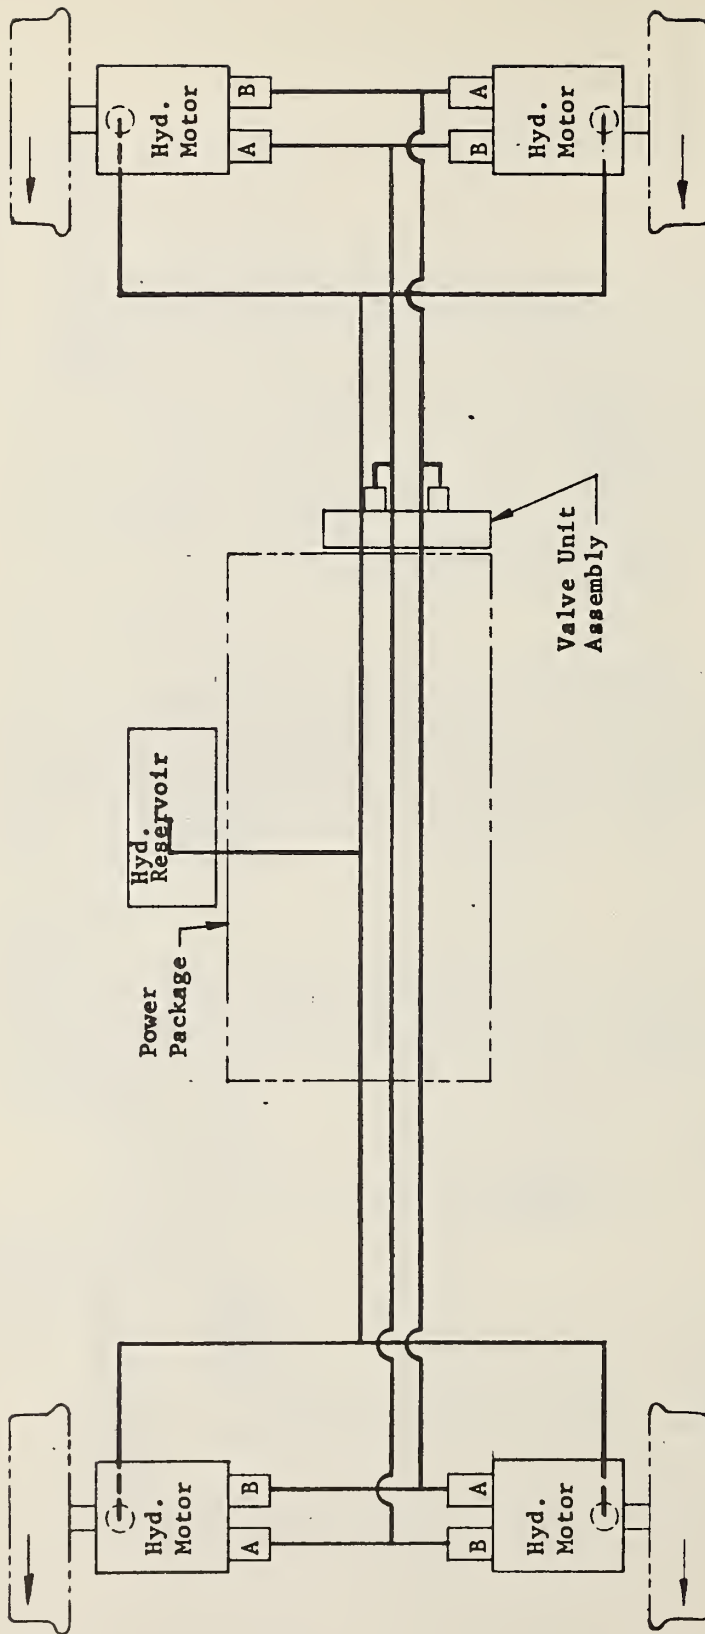 Hyd.
Motor
A
B
Hyd.
Motor
B
A
Power
Package
Hyd.
Reservoir
Valve Unit
Assembly
Hyd.
Motor
A
B
Hyd.
Motor
B
A